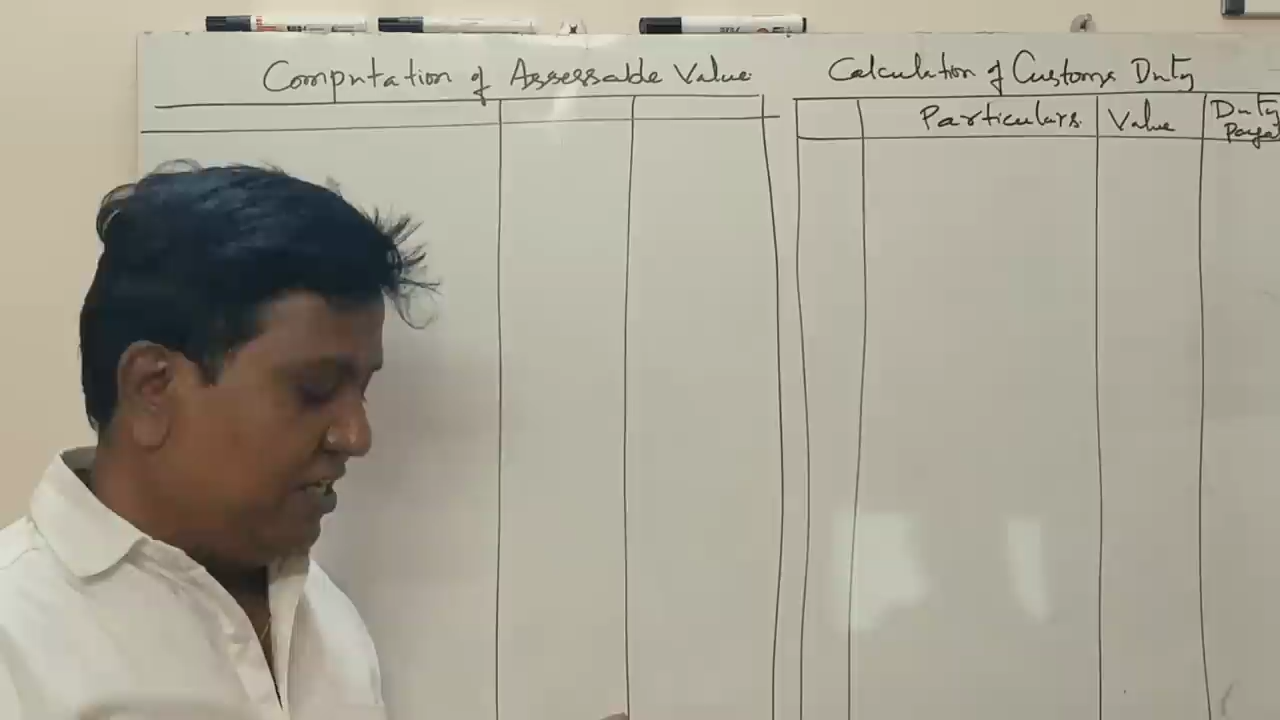 Computation of Assessable Value
Calculation of Customs Duty
Particulars
Value
Duty